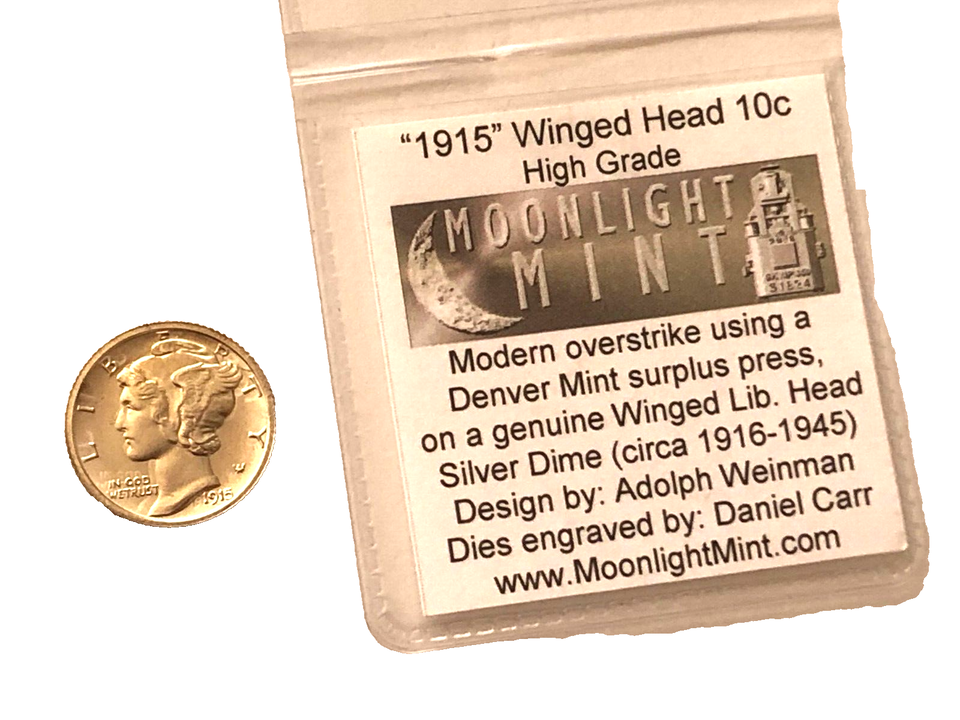 LIBERTY
IN·GOD
WE TRUST
1915
“1915” Winged Head 10c
High Grade
MOONLIGHT
MINT
Modern overstrike using a
Denver Mint surplus press,
on a genuine Winged Lib. Head
Silver Dime (circa 1916-1945)
Design by: Adolph Weinman
Dies engraved by: Daniel Carr
www.MoonlightMint.com